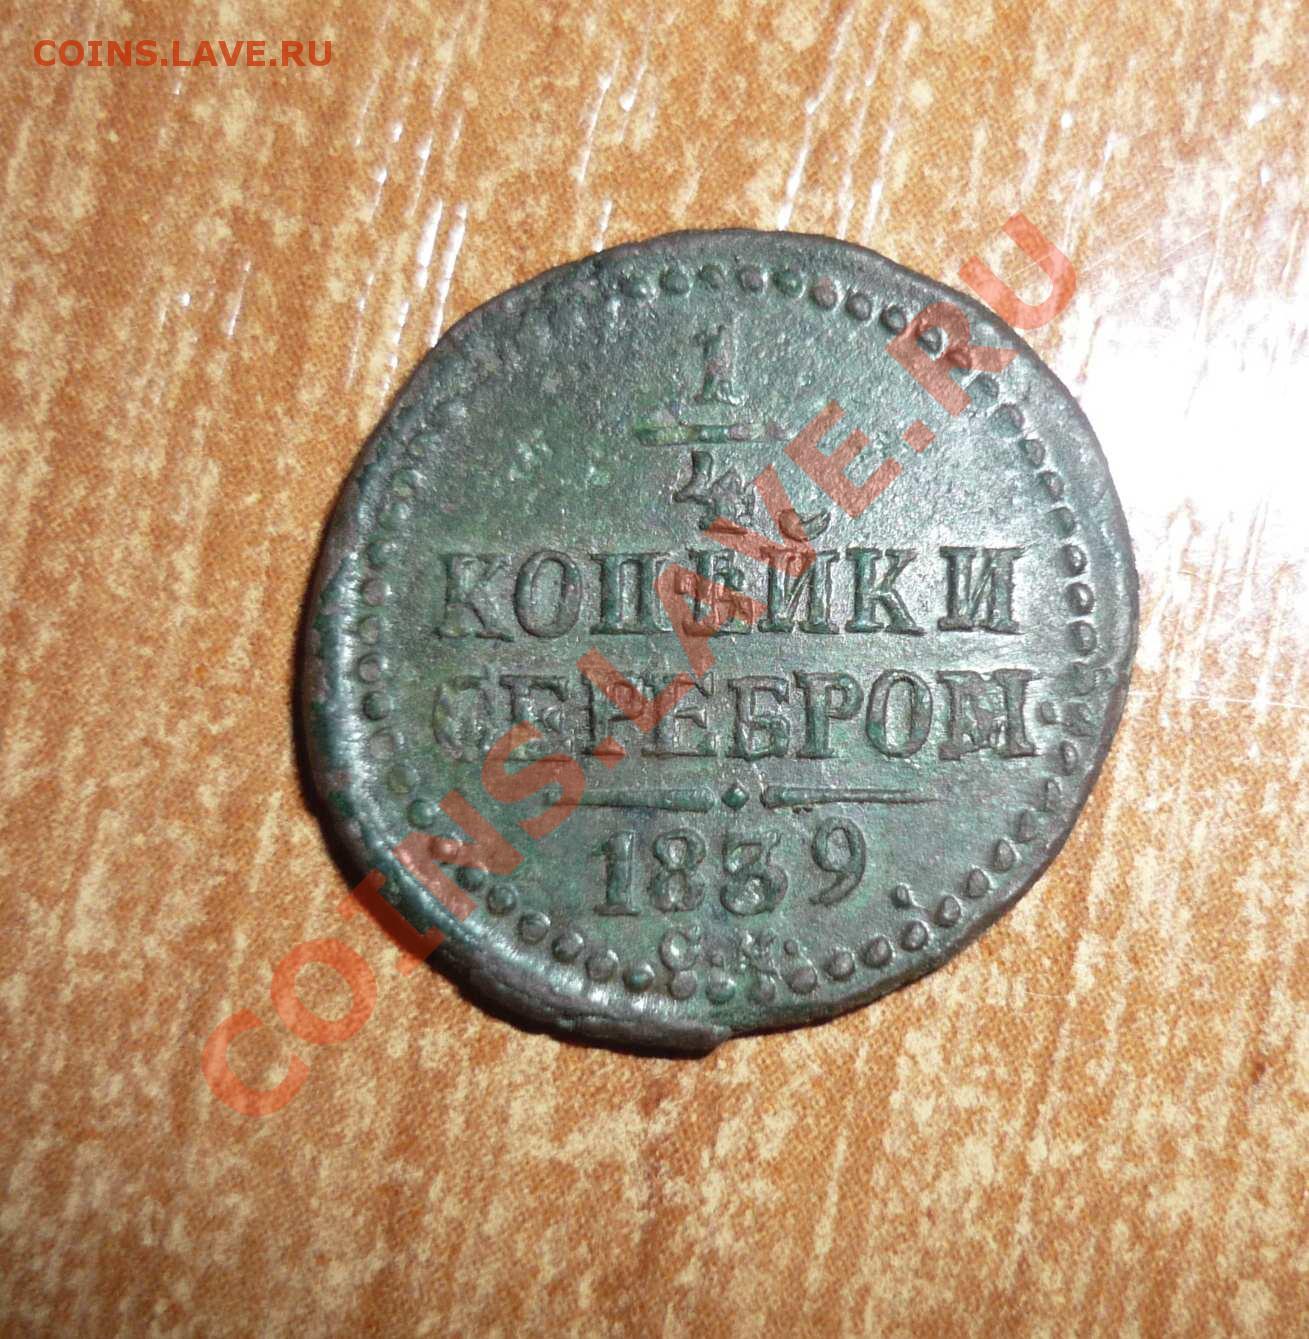 COINS.LAVE.RU
1
4
КОПѢЙКИ
СЕРЕБРОМ.
1839
С.М.
COINS.LAVE.RU